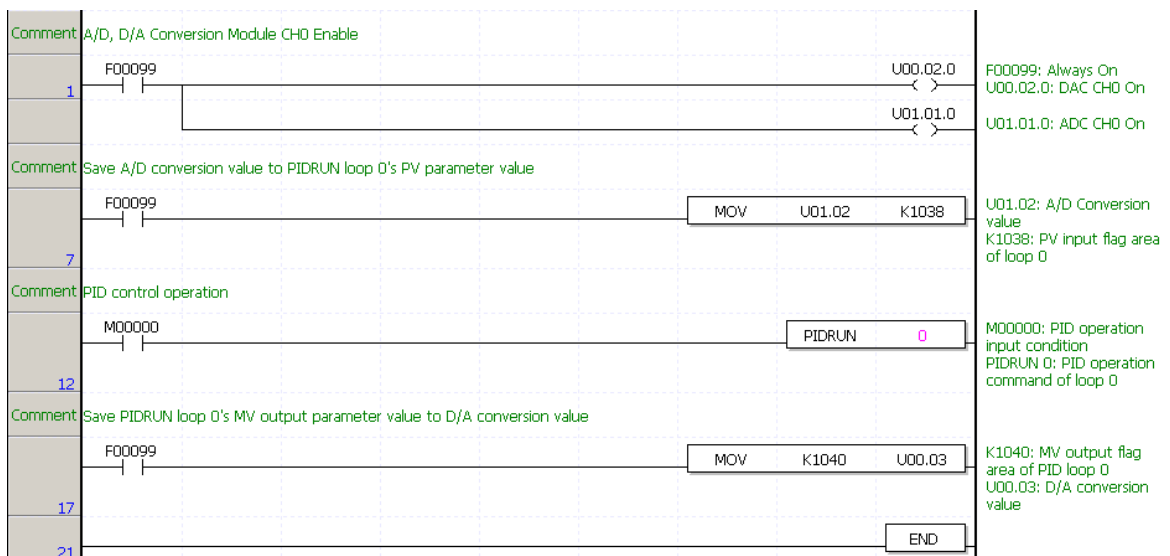 Comment A/D, D/A Conversion Module CH0 Enable
F00099 U00.02.0 F00099: Always On
1 ( ) U00.02.0: DAC CH0 On
U01.01.0
( ) U01.01.0: ADC CH0 On
Comment Save A/D conversion value to PIDRUN loop 0's PV parameter value
F00099 MOV U01.02 K1038 U01.02: A/D Conversion
value
K1038: PV input flag area
7 of loop 0
Comment PID control operation
M00000 PIDRUN 0 M00000: PID operation
input condition
PIDRUN 0: PID operation
12 command of loop 0
Comment Save PIDRUN loop 0's MV output parameter value to D/A conversion value
F00099 MOV K1040 U00.03 K1040: MV output flag
area of PID loop 0
U00.03: D/A conversion
17 value
21 END